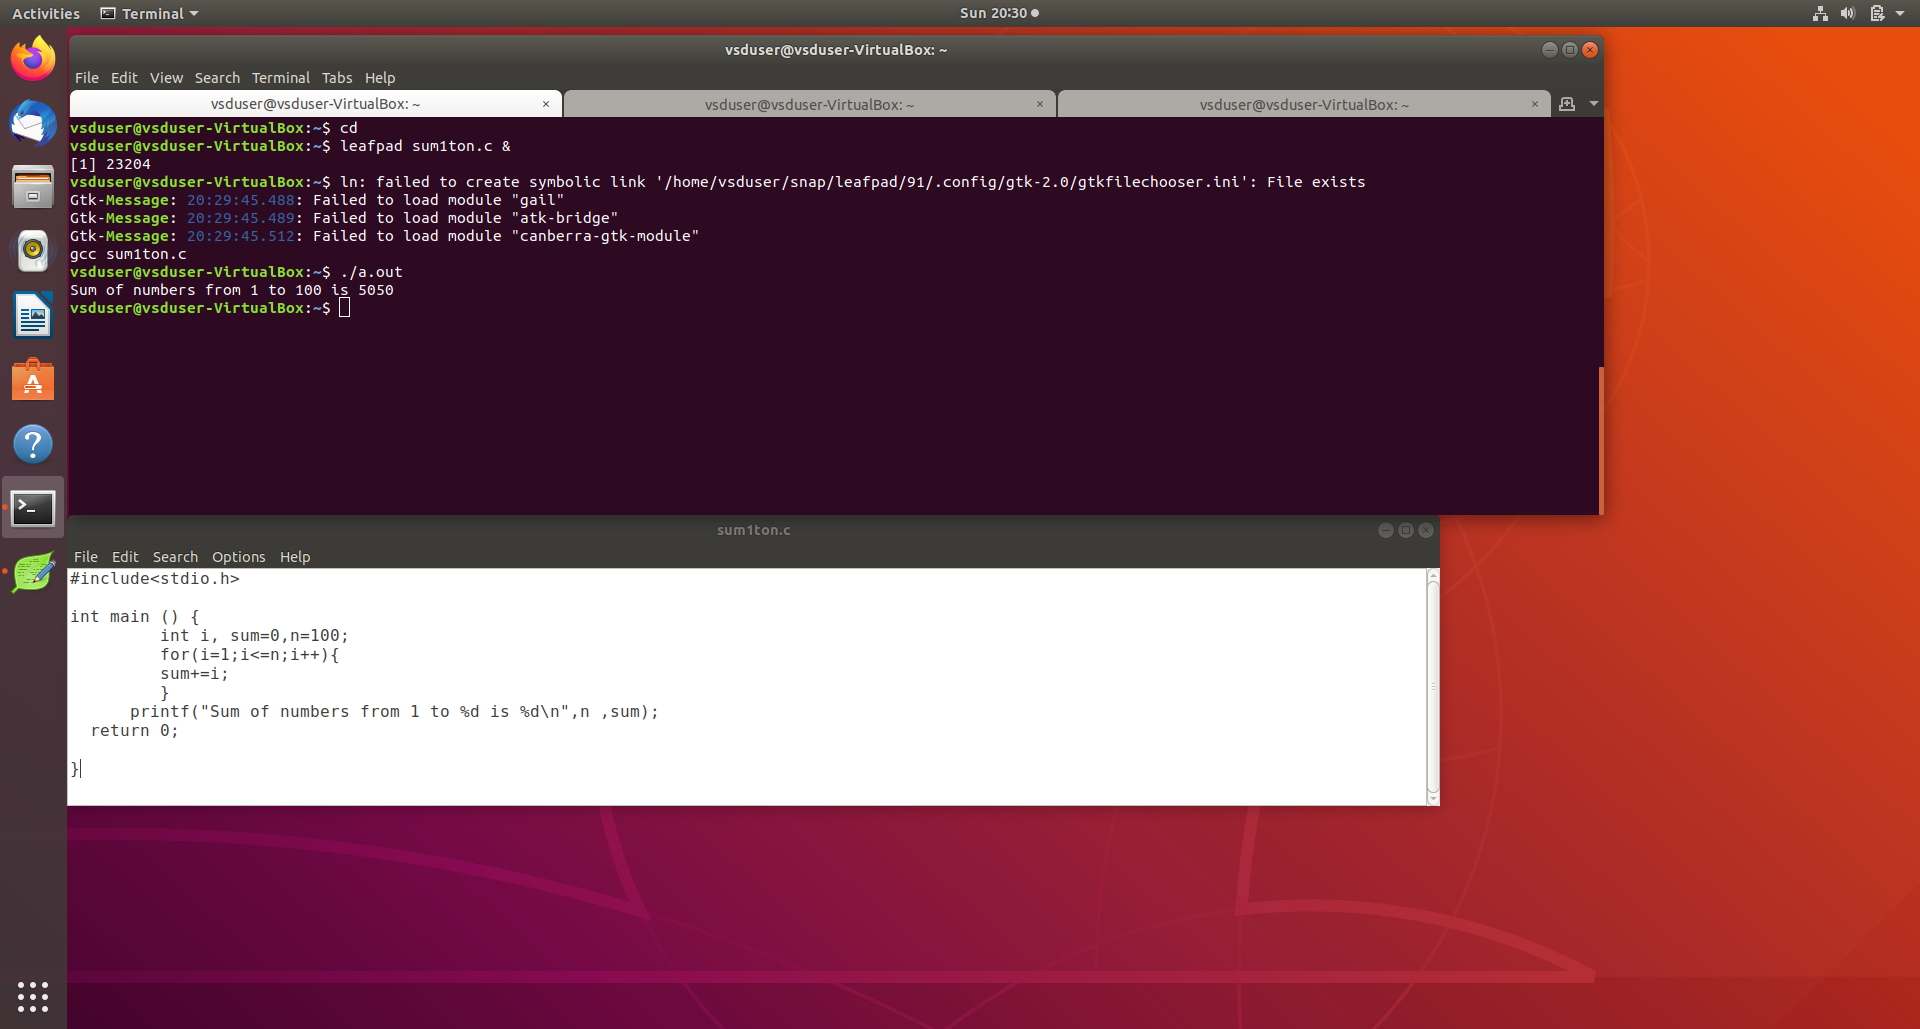 Activities Terminal Sun 20:30
vsduser@vsduser-VirtualBox: ~
File Edit View Search Terminal Tabs Help
vsduser@vsduser-VirtualBox: ~ × vsduser@vsduser-VirtualBox: ~ × vsduser@vsduser-VirtualBox: ~ ×
vsduser@vsduser-VirtualBox:~$ cd
vsduser@vsduser-VirtualBox:~$ leafpad sum1ton.c &
[1] 23204
vsduser@vsduser-VirtualBox:~$ ln: failed to create symbolic link '/home/vsduser/snap/leafpad/91/.config/gtk-2.0/gtkfilechooser.ini': File exists
Gtk-Message: 20:29:45.488: Failed to load module "gail"
Gtk-Message: 20:29:45.489: Failed to load module "atk-bridge"
Gtk-Message: 20:29:45.512: Failed to load module "canberra-gtk-module"
gcc sum1ton.c
vsduser@vsduser-VirtualBox:~$ ./a.out
Sum of numbers from 1 to 100 is 5050
vsduser@vsduser-VirtualBox:~$
sum1ton.c
File Edit Search Options Help
#include<stdio.h>
int main () {
int i, sum=0,n=100;
for(i=1;i<=n;i++){
sum+=i;
}
printf("Sum of numbers from 1 to %d is %d\n",n ,sum);
return 0;
}